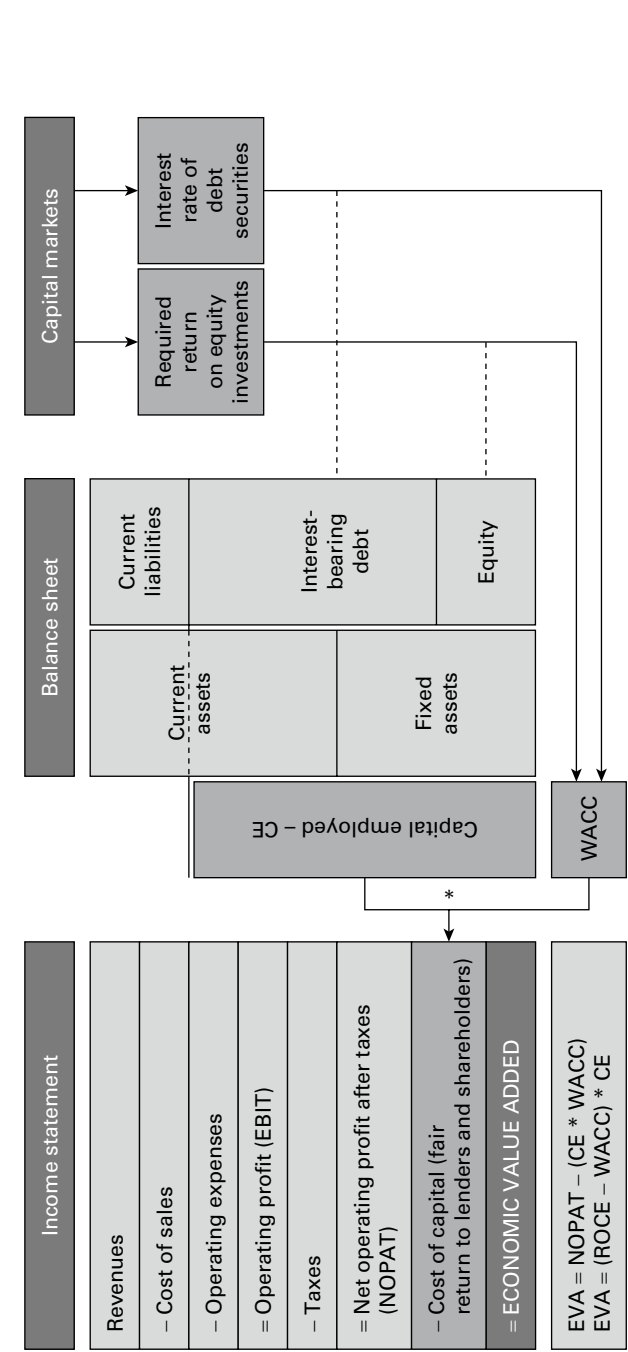 Income statement
Revenues
– Cost of sales
– Operating expenses
= Operating profit (EBIT)
– Taxes
= Net operating profit after taxes
(NOPAT)
– Cost of capital (fair
return to lenders and shareholders)
= ECONOMIC VALUE ADDED
EVA = NOPAT – (CE * WACC)
EVA = (ROCE – WACC) * CE
*
Capital employed – CE
WACC
Balance sheet
Current
assets
Fixed
assets
Current
liabilities
Interest-
bearing
debt
Equity
Capital markets
Required
return
on equity
investments
Interest
rate of
debt
securities